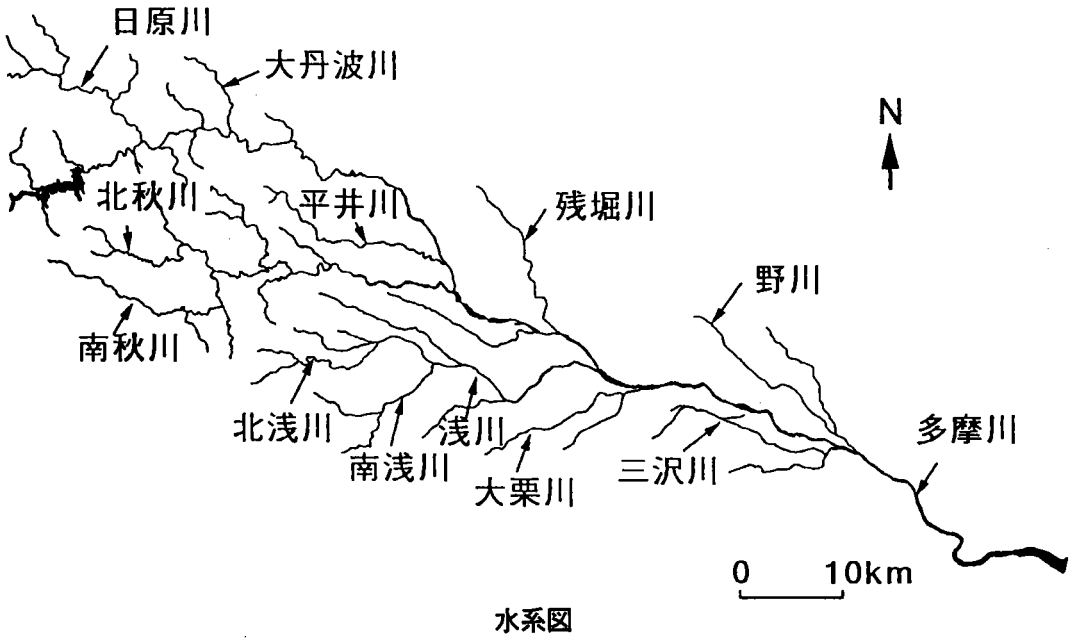 日原川
大丹波川
N
北秋川
平井川
残堀川
野川
南秋川
北浅川
浅川
南浅川
大栗川
三沢川
多摩川
0 10km
水系図